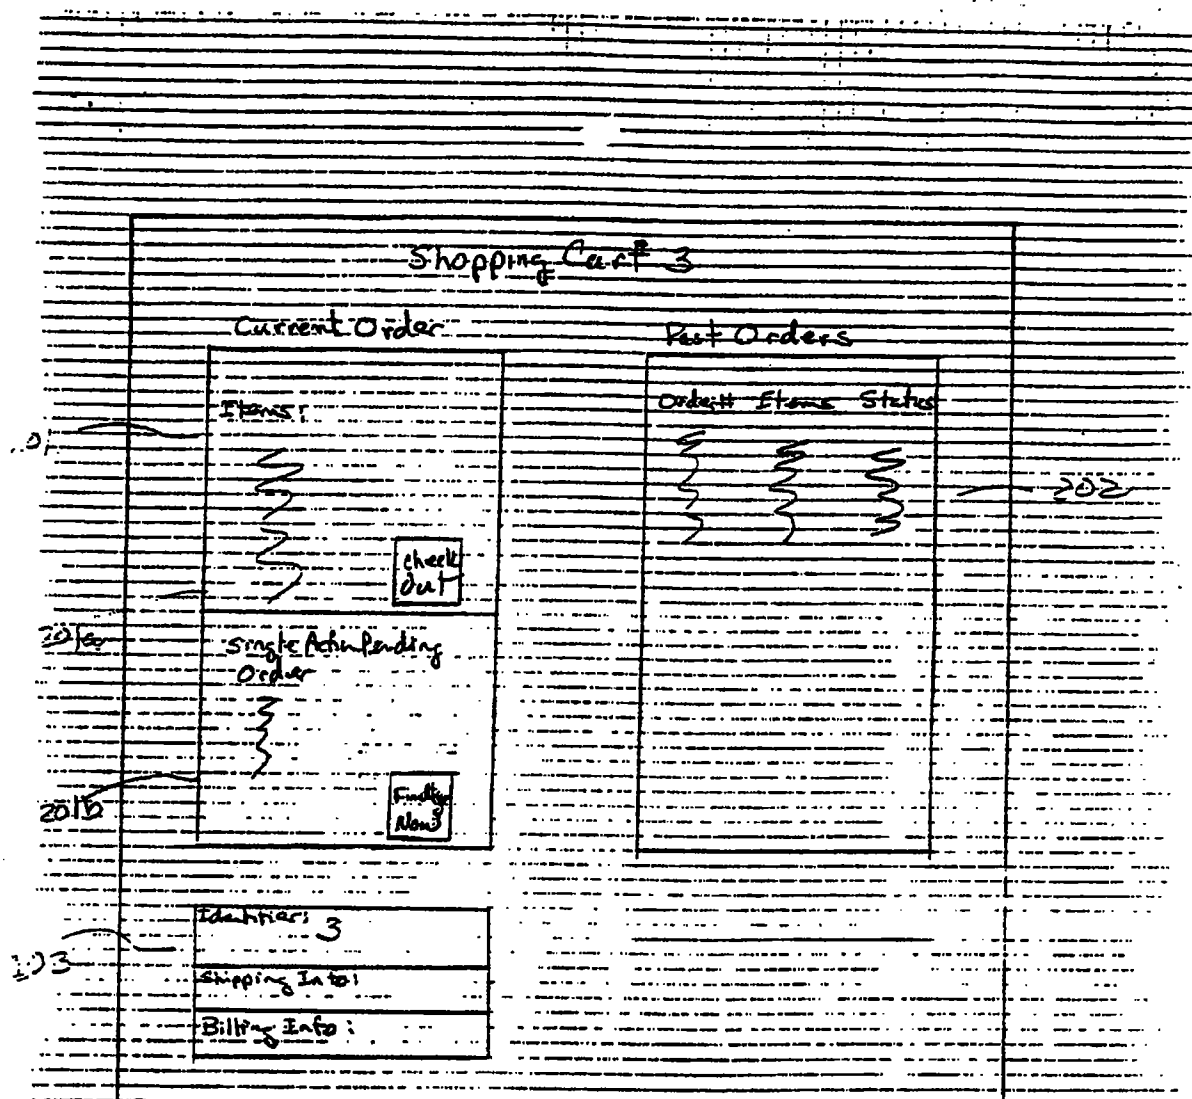 Shopping Cart 3
Current Order
Items:
Check
Out
Single Action Pending
Order
201b
Finalize
Now
Past Orders
Order# Items Status
202
Identifier: 3
Shipping Info:
Billing Info: